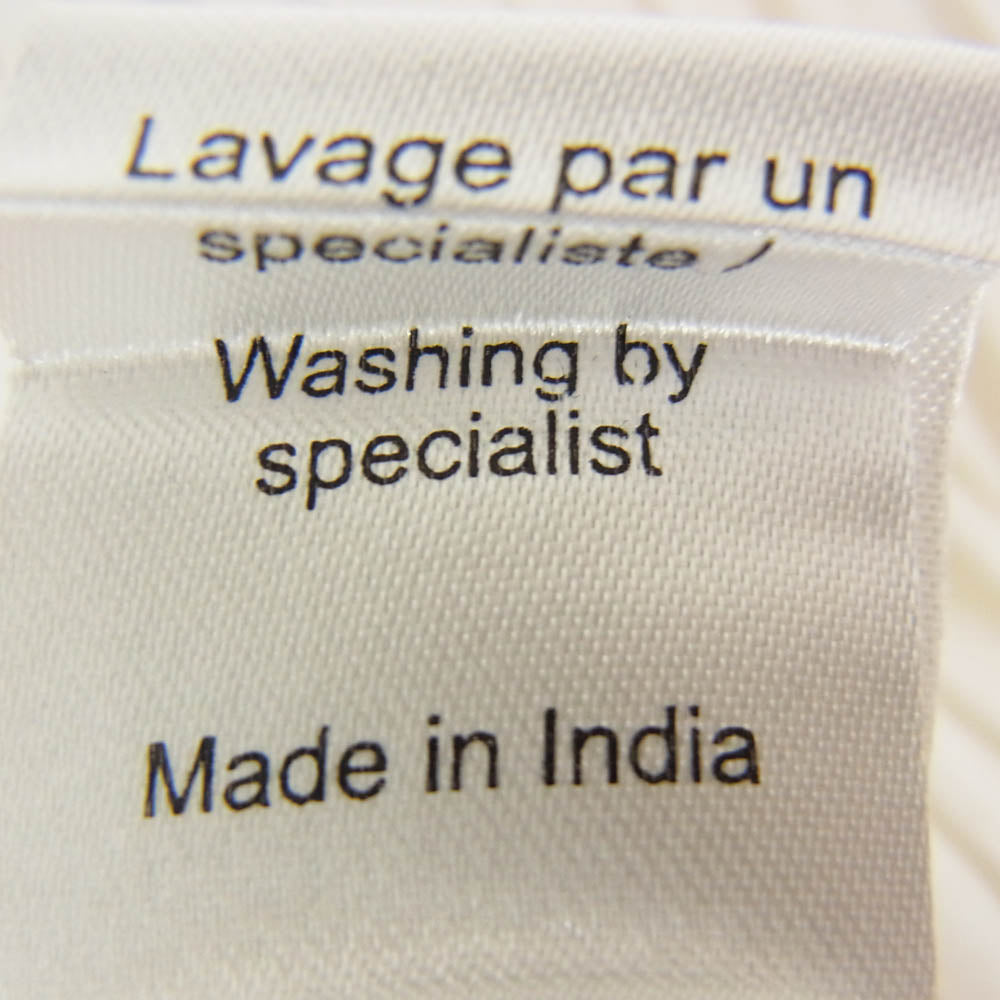 Lavage par un
specialiste /
Washing by
specialist
Made in India